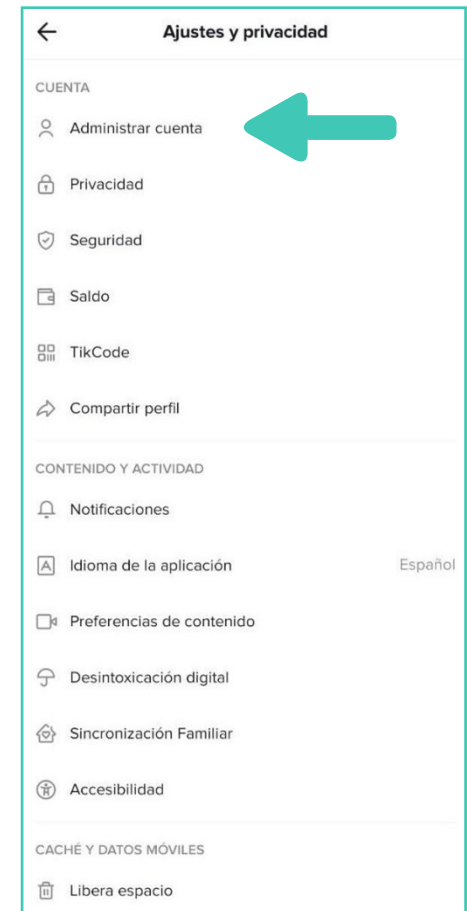 Ajustes y privacidad
CUENTA
Administrar cuenta
Privacidad
Seguridad
Saldo
TikCode
Compartir perfil
CONTENIDO Y ACTIVIDAD
Notificaciones
Idioma de la aplicación Español
Preferencias de contenido
Desintoxicación digital
Sincronización Familiar
Accesibilidad
CACHÉ Y DATOS MÓVILES
Libera espacio